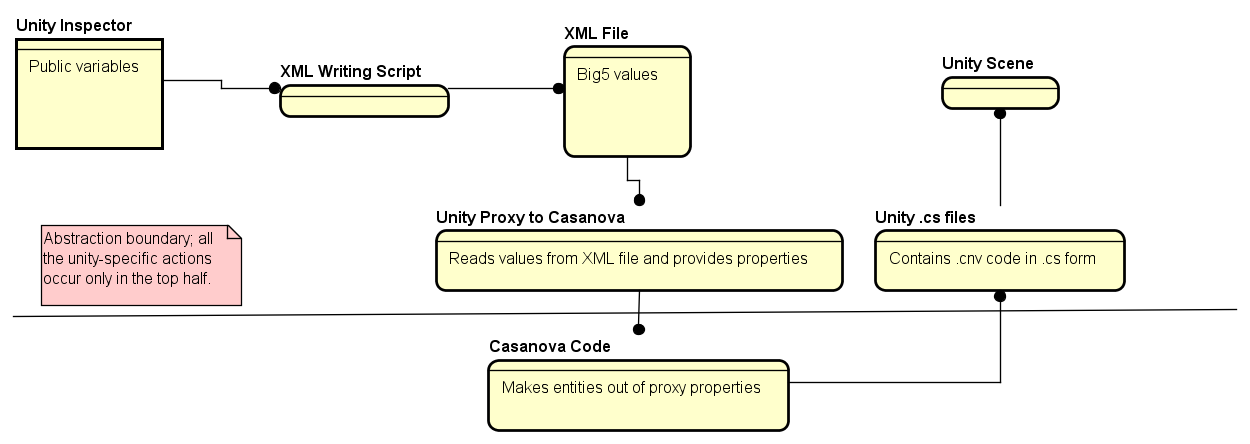 Unity Inspector
Public variables
XML Writing Script
XML File
Big5 values
Unity Scene
Abstraction boundary; all
the unity-specific actions
occur only in the top half.
Unity Proxy to Casanova
Reads values from XML file and provides properties
Unity .cs files
Contains .cnv code in .cs form
Casanova Code
Makes entities out of proxy properties